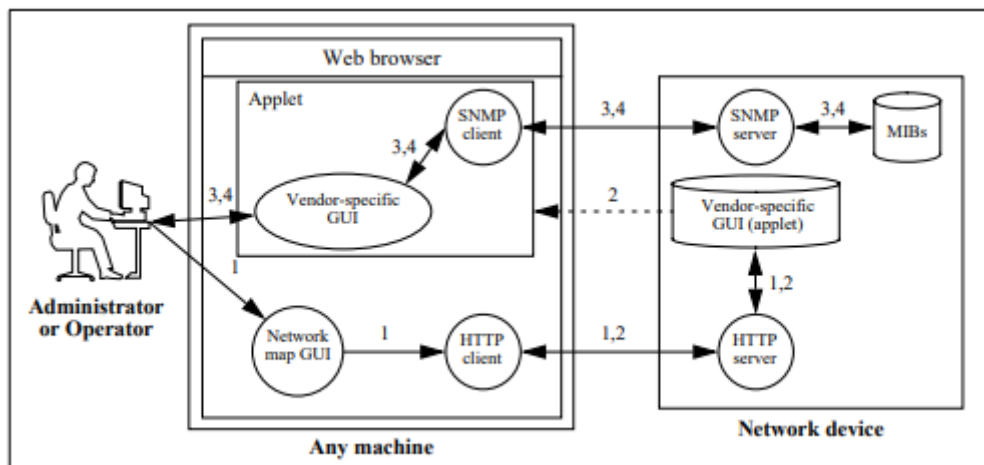 Web browser
Applet
SNMP
client
3,4
SNMP
server
3,4
MIBs
3,4
3,4
Vendor-specific
GUI
2
Vendor-specific
GUI (applet)
1
1,2
Administrator
or Operator
Network
map GUI
1
HTTP
client
1,2
HTTP
server
Any machine
Network device